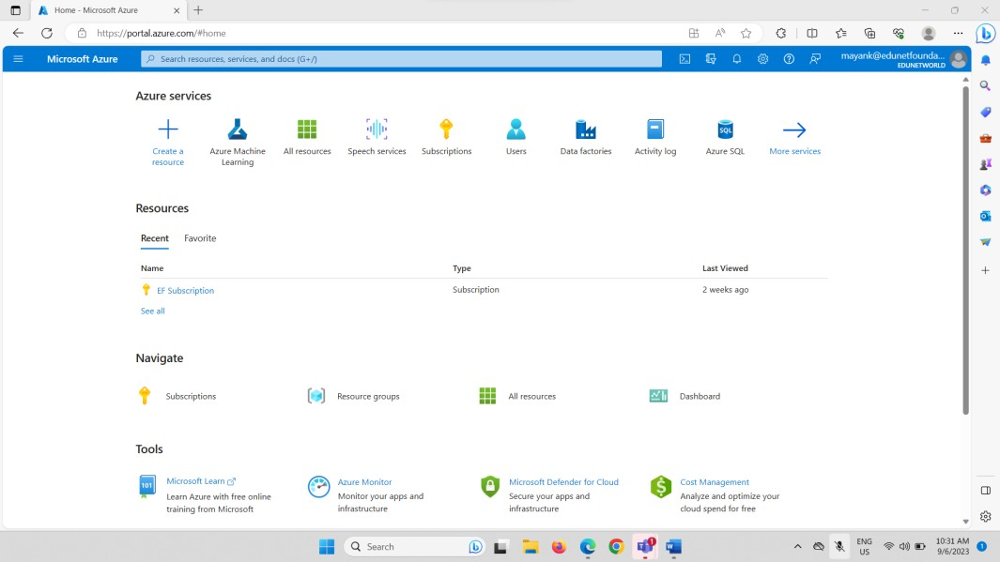 Home - Microsoft Azure
https://portal.azure.com/#home
Microsoft Azure
Search resources, services, and docs (G+/)
mayank@edunetfounda...
EDUNETWORLD
Azure services
Create a
resource
Azure Machine
Learning
All resources
Speech services
Subscriptions
Users
Data factories
Activity log
SQL
Azure SQL
More services
Resources
Recent
Favorite
Name
Type
Last Viewed
EF Subscription
Subscription
2 weeks ago
See all
Navigate
Subscriptions
Resource groups
All resources
Dashboard
Tools
101
Microsoft Learn
Learn Azure with free online
training from Microsoft
Azure Monitor
Monitor your apps and
infrastructure
Microsoft Defender for Cloud
Secure your apps and
infrastructure
$
Cost Management
Analyze and optimize your
cloud spend for free
Search
1
ENG
US
10:31 AM
9/6/2023
1